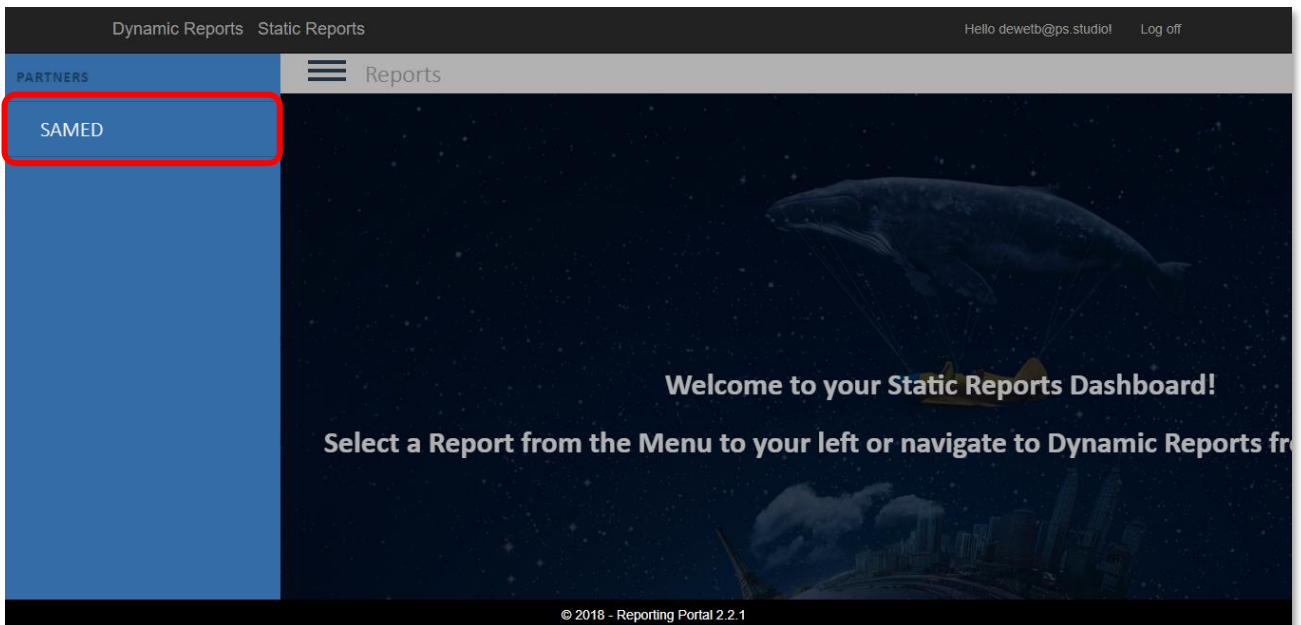 Dynamic Reports Static Reports Hello dewetb@ps.studio! Log off
PARTNERS
Reports
SAMED
Welcome to your Static Reports Dashboard!
Select a Report from the Menu to your left or navigate to Dynamic Reports
© 2018 - Reporting Portal 2.2.1